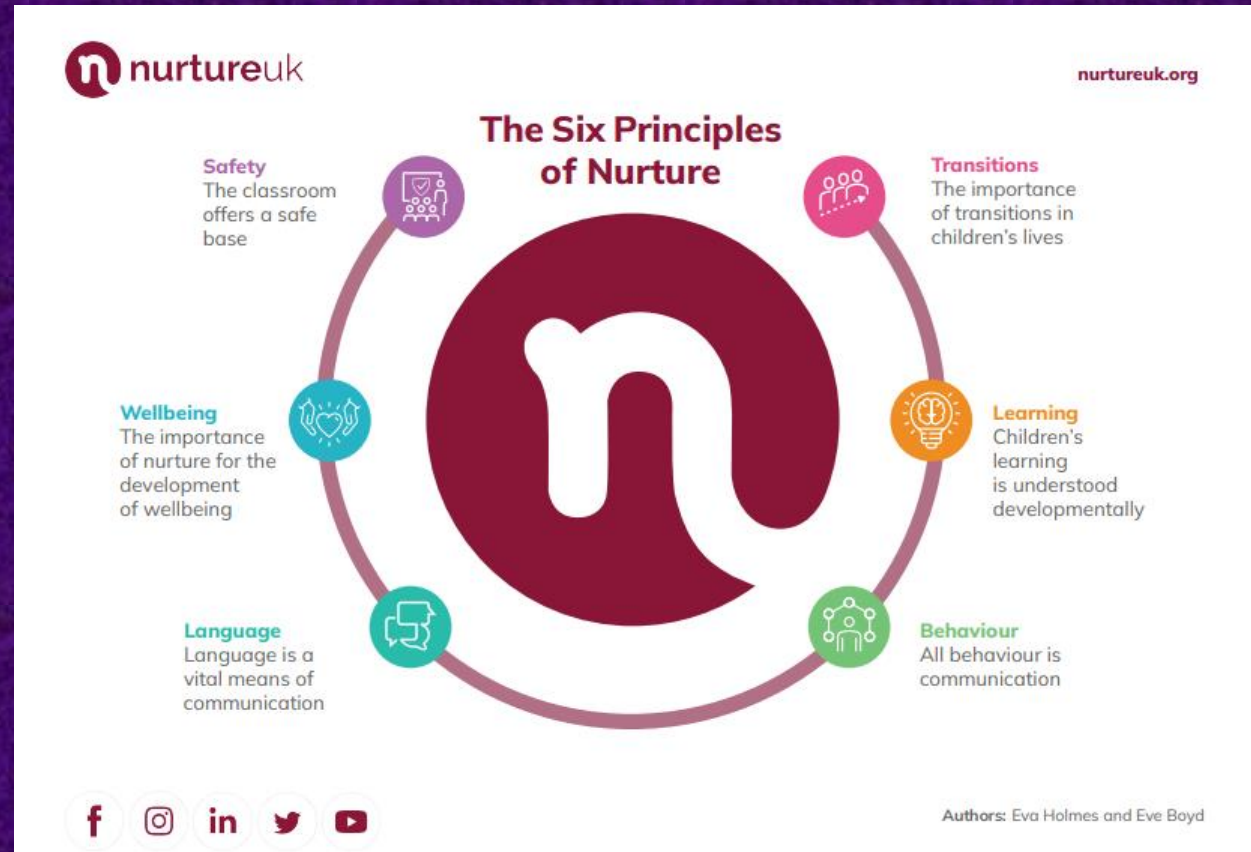 nurtureuk
nurtureuk.org
The Six Principles
of Nurture
Safety
The classroom
offers a safe
base
Transitions
The importance
of transitions in
children's lives
Wellbeing
The importance
of nurture for the
development
of wellbeing
Learning
Children's
learning
is understood
developmentally
Language
Language is a
vital means of
communication
Behaviour
All behaviour is
communication
Authors: Eva Holmes and Eve Boyd